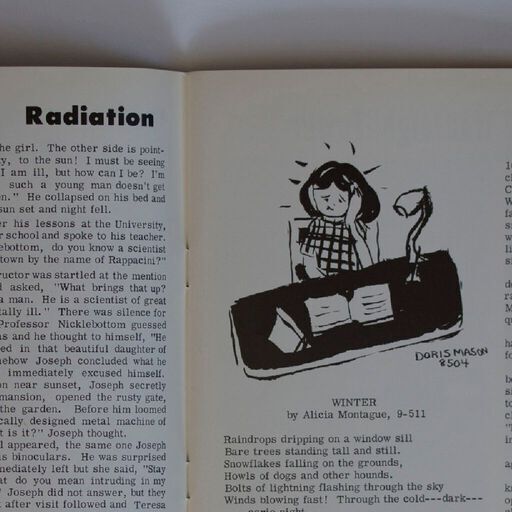 Radiation
he girl. The other side is point-
y, to the sun! I must be seeing
I am ill, but how can I be? I'm
such a young man doesn't get
n." He collapsed on his bed and
sun set and night fell.
er his lessons at the University,
r school and spoke to his teacher.
lebottom, do you know a scientist
town by the name of Rappacini?"
ructor was startled at the mention
d asked, "What brings that up?
a man. He is a scientist of great
tally ill." There was silence for
Professor Nicklebottom guessed
as and he thought to himself, "He
ed in that beautiful daughter of
mehow Joseph concluded what he
immediately excused himself.
on near sunset, Joseph secretly
mansion, opened the rusty gate,
the garden. Before him loomed
cally designed metal machine of
t is it?" Joseph thought.
l appeared, the same one Joseph
is binoculars. He was surprised
mediately left but she said, "Stay
at do you mean intruding in my
Joseph did not answer, but they
after visit followed and Teresa
DORIS MASON
8504
WINTER
by Alicia Montague, 9-511
Raindrops dripping on a window sill
Bare trees standing tall and still.
Snowflakes falling on the grounds,
Howls of dogs and other hounds.
Bolts of lightning flashing through the sky
Winds blowing fast! Through the cold---dark---